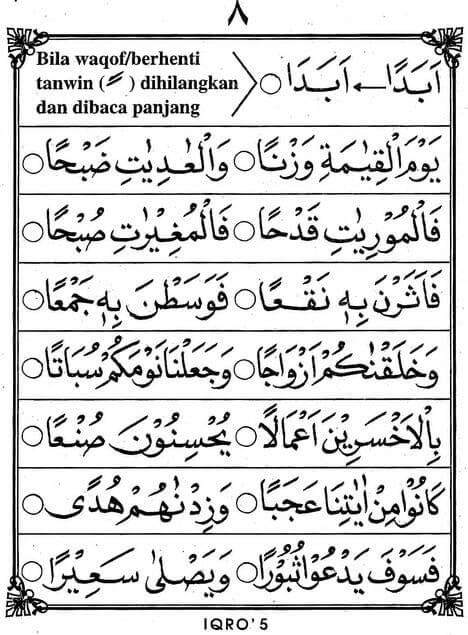 ٨
Bila waqof/berhenti
tanwin ( ـً ) dihilangkan
dan dibaca panjang
اَبَدًا ← اَبَدَا ○
يَوْمَ الْقِيٰمَةِ وَزْنًا ○ وَالْعٰدِيٰتِ ضَبْحًا ○
فَالْمُوْرِيٰتِ قَدْحًا ○ فَالْمُغِيْرٰتِ صُبْحًا ○
فَاَثَرْنَ بِهٖ نَقْعًا ○ فَوَسَطْنَ بِهٖ جَمْعًا ○
وَخَلَقْنٰكُمْ اَزْوَاجًا ○ وَجَعَلْنَا نَوْمَكُمْ سُبَاتًا ○
بِالْاَخْسَرِيْنَ اَعْمَالًا ○ يُحْسِنُوْنَ صُنْعًا ○
كَانُوْا مِنْ اٰيٰتِنَا عَجَبًا ○ وَزِدْنٰهُمْ هُدًى ○
فَسَوْفَ يَدْعُوْا ثُبُوْرًا ○ وَيَصْلٰى سَعِيْرًا ○
IQRO'5